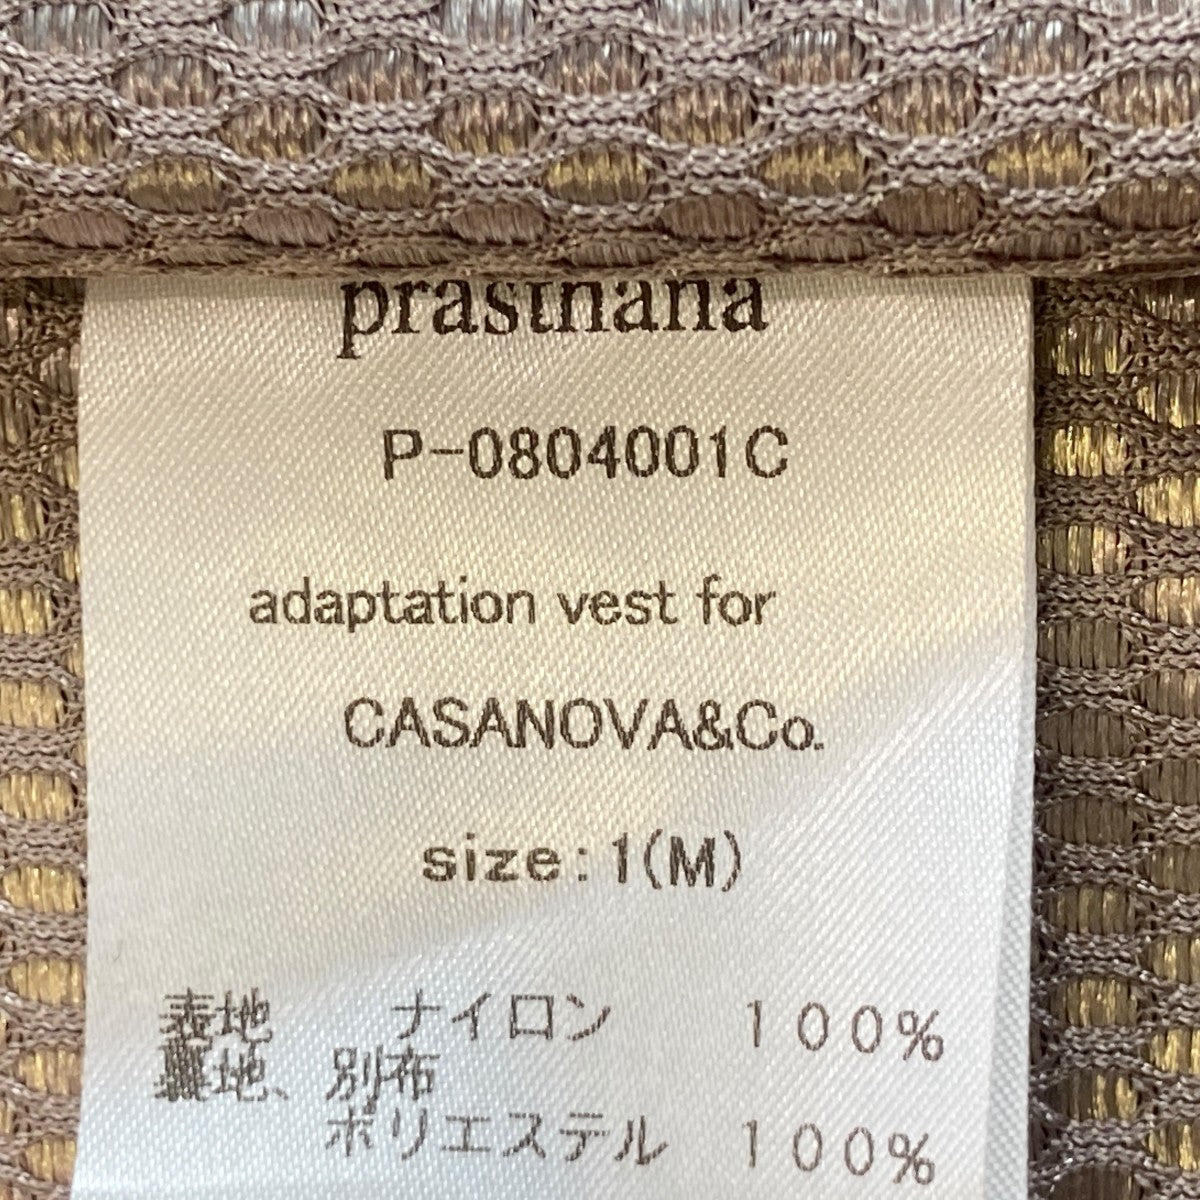 prasthana
P-0804001C
adaptation vest for
CASANOVA&Co.
size:1(M)
表地 ナイロン 100%
裏地、別布
ポリエステル 100%